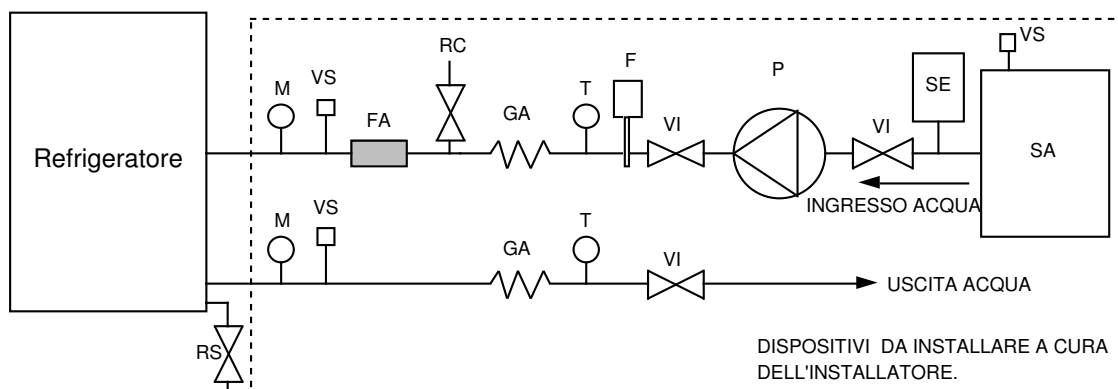 RC
VS
M
VS
F
P
SE
T
FA
GA
VI
VI
Refrigeratore
SA
INGRESSO ACQUA
M
VS
T
GA
VI
USCITA ACQUA
RS
DISPOSITIVI DA INSTALLARE A CURA
DELL'INSTALLATORE.